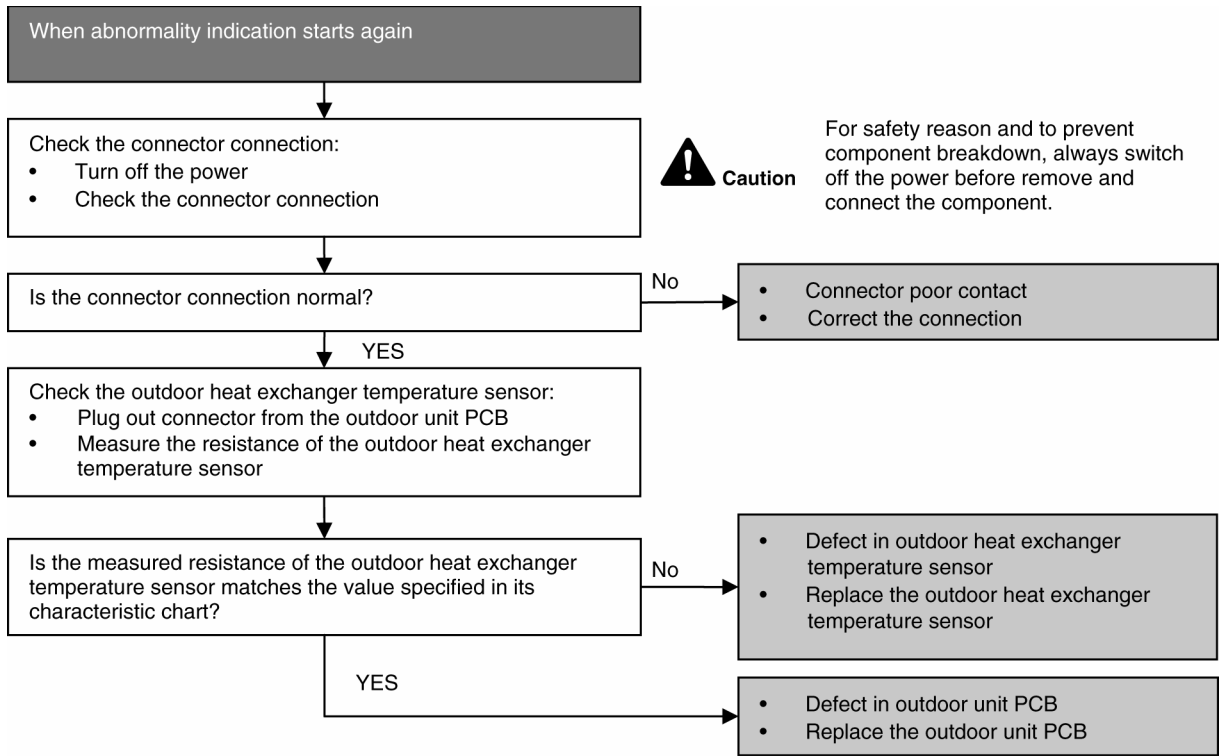 When abnormality indication starts again
Check the connector connection:
• Turn off the power
• Check the connector connection
Caution
For safety reason and to prevent
component breakdown, always switch
off the power before remove and
connect the component.
Is the connector connection normal?
No
• Connector poor contact
• Correct the connection
YES
Check the outdoor heat exchanger temperature sensor:
• Plug out connector from the outdoor unit PCB
• Measure the resistance of the outdoor heat exchanger
temperature sensor
Is the measured resistance of the outdoor heat exchanger
temperature sensor matches the value specified in its
characteristic chart?
No
• Defect in outdoor heat exchanger
temperature sensor
• Replace the outdoor heat exchanger
temperature sensor
YES
• Defect in outdoor unit PCB
• Replace the outdoor unit PCB